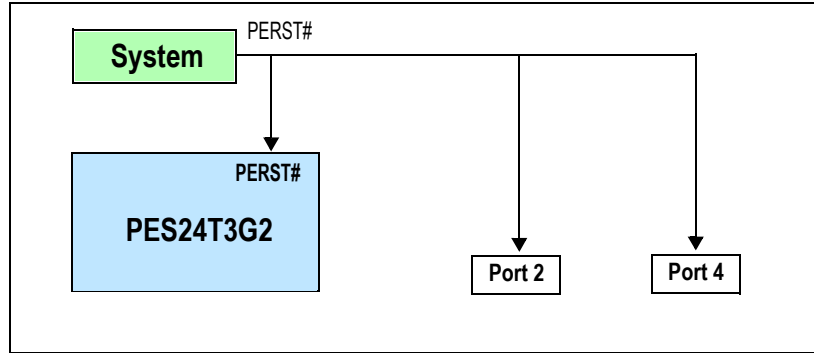 PERST#
System
PERST#
PES24T3G2
Port 2
Port 4